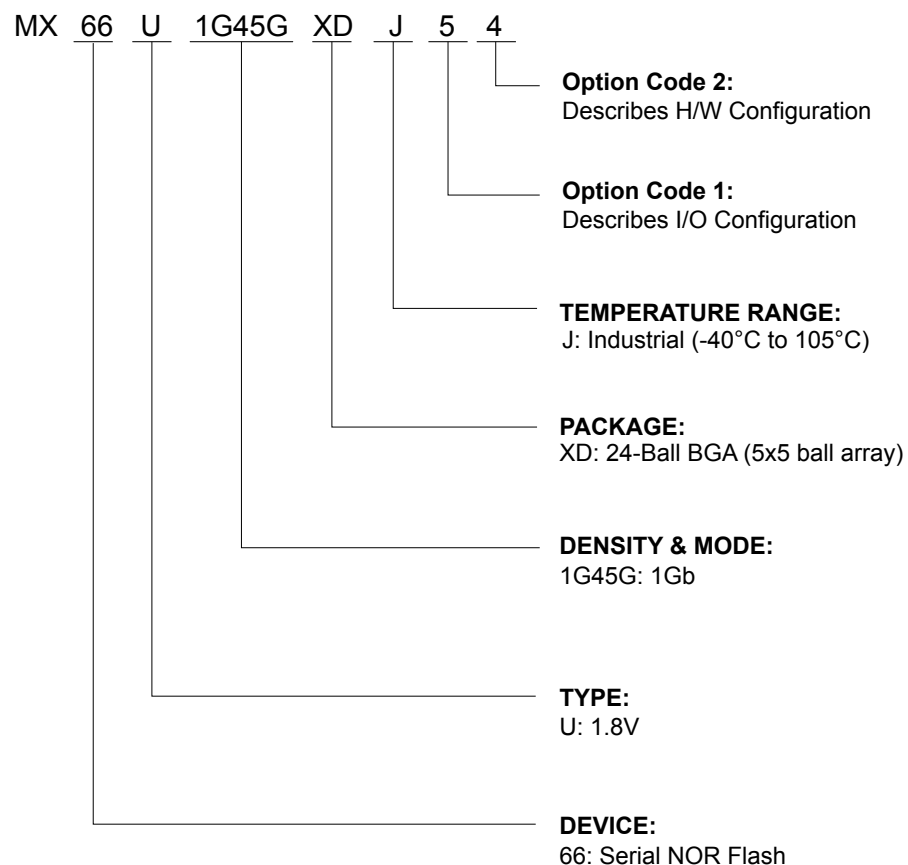 MX 66 U 1G45G XD J 5 4
Option Code 2:
Describes H/W Configuration
Option Code 1:
Describes I/O Configuration
TEMPERATURE RANGE:
J: Industrial (-40°C to 105°C)
PACKAGE:
XD: 24-Ball BGA (5x5 ball array)
DENSITY & MODE:
1G45G: 1Gb
TYPE:
U: 1.8V
DEVICE:
66: Serial NOR Flash